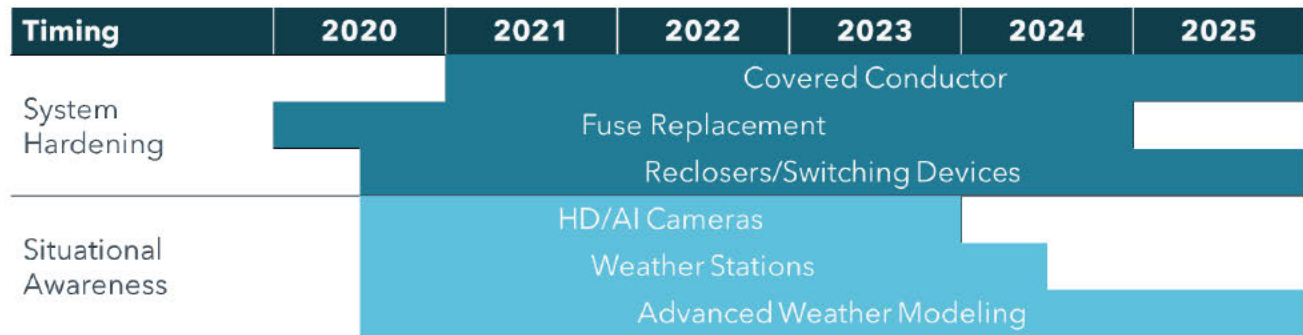 Timing 2020 2021 2022 2023 2024 2025
System
Hardening
Covered Conductor
Fuse Replacement
Reclosers/Switching Devices
Situational
Awareness
HD/AI Cameras
Weather Stations
Advanced Weather Modeling